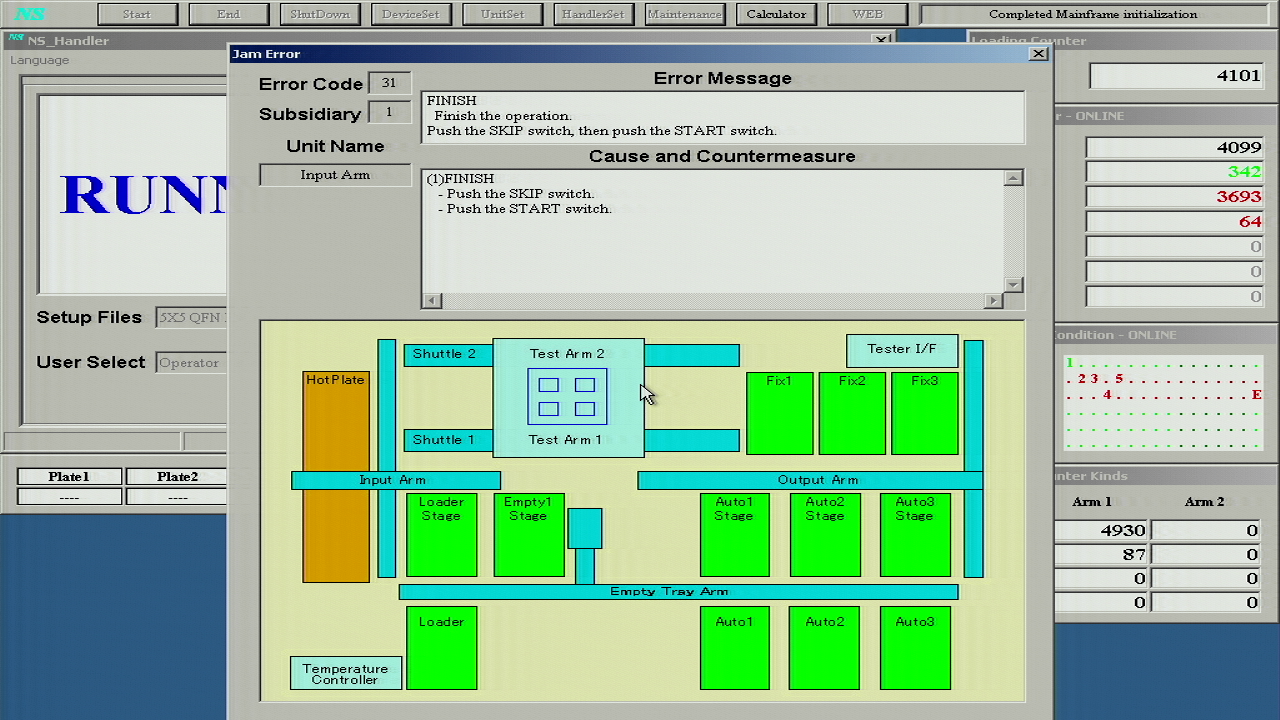 NS
Start
End
ShutDown
DeviceSet
UnitSet
HandlerSet
Maintenance
Calculator
WEB
Completed Mainframe initialization
NS NS_Handler
Language
Setup Files
5X5 QFN
User Select
Operator
Plate1
Plate2
----
----
Jam Error
Error Code
31
Subsidiary
1
Unit Name
Input Arm
Error Message
FINISH
Finish the operation.
Push the SKIP switch, then push the START switch.
Cause and Countermeasure
(1)FINISH
- Push the SKIP switch.
- Push the START switch.
HotPlate
Shuttle 2
Test Arm 2
Shuttle 1
Test Arm 1
Tester I/F
Fix1
Fix2
Fix3
Input Arm
Output Arm
Loader
Stage
Empty1
Stage
Auto1
Stage
Auto2
Stage
Auto3
Stage
Empty Tray Arm
Loader
Auto1
Auto2
Auto3
Temperature
Controller
Loading Counter
4101
- ONLINE
4099
342
3693
64
0
0
0
- ONLINE
1
. 2 3 . 5
. . . 4 E
Kinds
Arm 1
Arm 2
4930
0
87
0
0
0
0
0